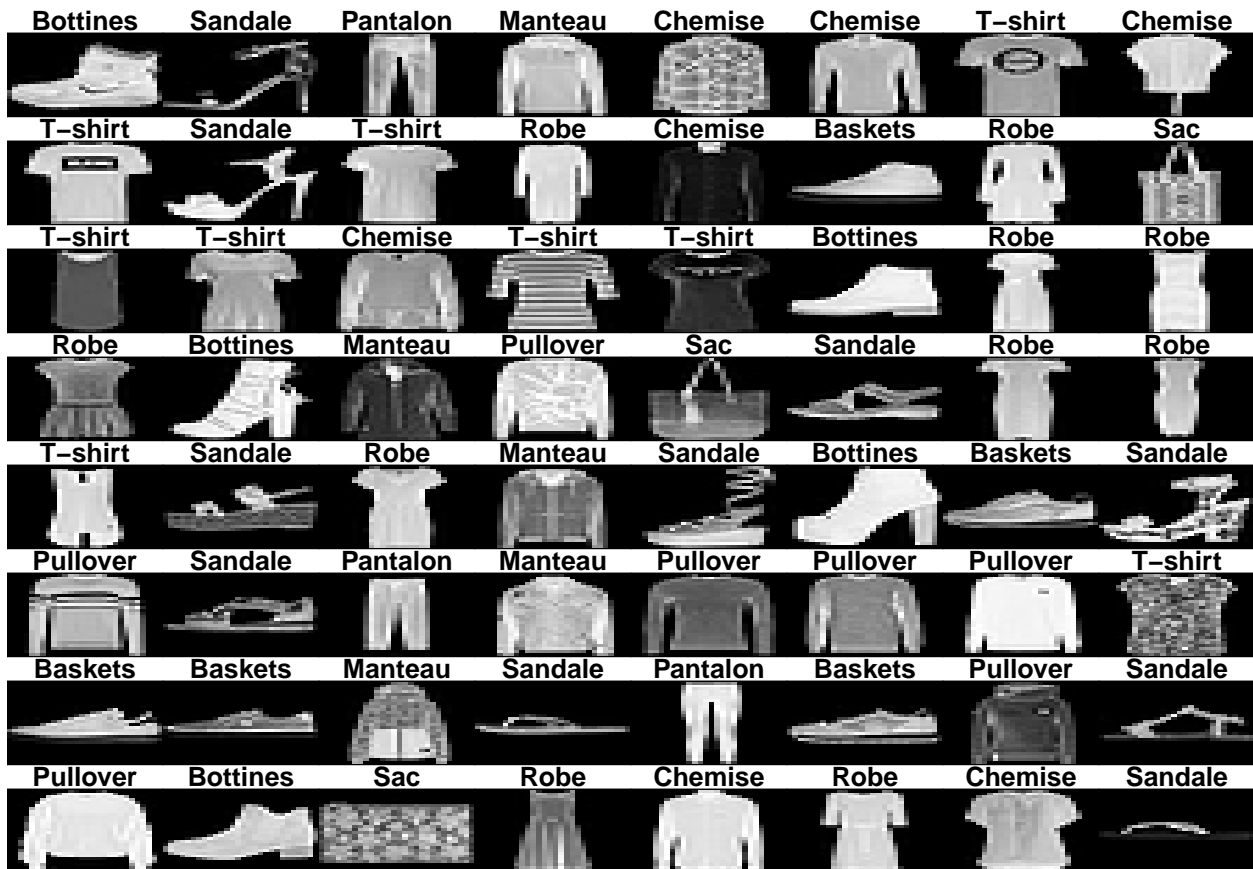 Bottines Sandale Pantalon Manteau Chemise Chemise T−shirt Chemise
T−shirt Sandale T−shirt Robe Chemise Baskets Robe Sac
T−shirt T−shirt Chemise T−shirt T−shirt Bottines Robe Robe
Robe Bottines Manteau Pullover Sac Sandale Robe Robe
T−shirt Sandale Robe Manteau Sandale Bottines Baskets Sandale
Pullover Sandale Pantalon Manteau Pullover Pullover Pullover T−shirt
Baskets Baskets Manteau Sandale Pantalon Baskets Pullover Sandale
Pullover Bottines Sac Robe Chemise Robe Chemise Sandale